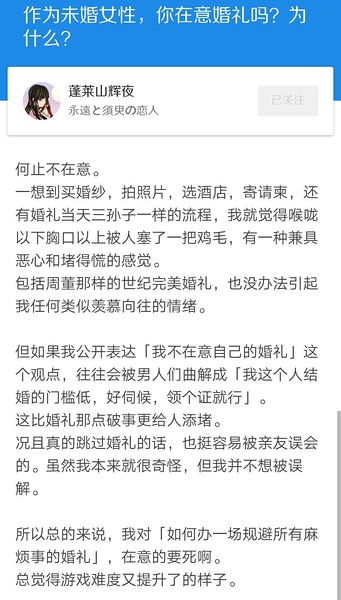 作为未婚女性，你在意婚礼吗？为
什么？
蓬莱山辉夜
永遠と須臾の恋人
已关注
何止不在意。
一想到买婚纱，拍照片，选酒店，寄请柬，还
有婚礼当天三孙子一样的流程，我就觉得喉咙
以下胸口以上被人塞了一把鸡毛，有一种兼具
恶心和堵得慌的感觉。
包括周董那样的世纪完美婚礼，也没办法引起
我任何类似羡慕向往的情绪。
但如果我公开表达「我不在意自己的婚礼」这
个观点，往往会被男人们曲解成「我这个人结
婚的门槛低，好伺候，领个证就行」。
这比婚礼那点破事更给人添堵。
况且真的跳过婚礼的话，也挺容易被亲友误会
的。虽然我本来就很奇怪，但我并不想被误
解。
所以总的来说，我对「如何办一场规避所有麻
烦事的婚礼」，在意的要死啊。
总觉得游戏难度又提升了的样子。